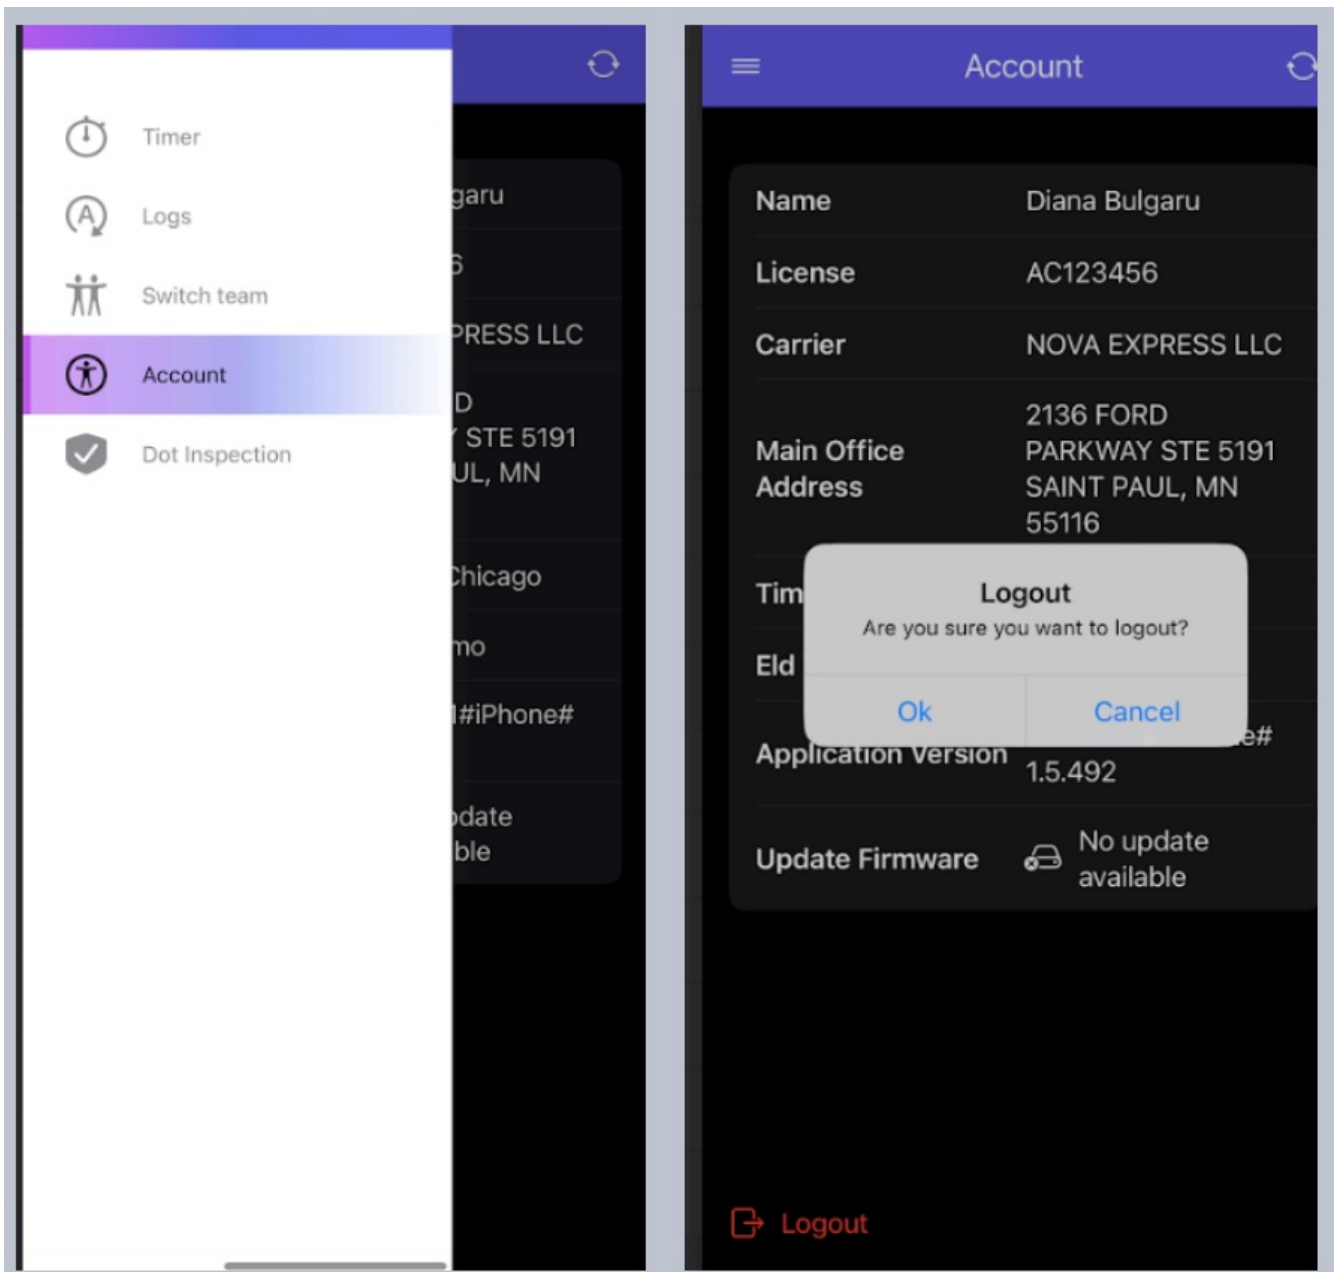 Timer
Logs
Switch team
Account
Dot Inspection
garu
PRESS LLC
D
STE 5191
UL, MN
Chicago
mo
#iPhone#
pdate
ble
Account
Name Diana Bulgaru
License AC123456
Carrier NOVA EXPRESS LLC
Main Office
Address
2136 FORD
PARKWAY STE 5191
SAINT PAUL, MN
55116
Tim
Eld
Logout
Are you sure you want to logout?
Ok Cancel
Application Version
e#
1.5.492
Update Firmware
No update
available
Logout